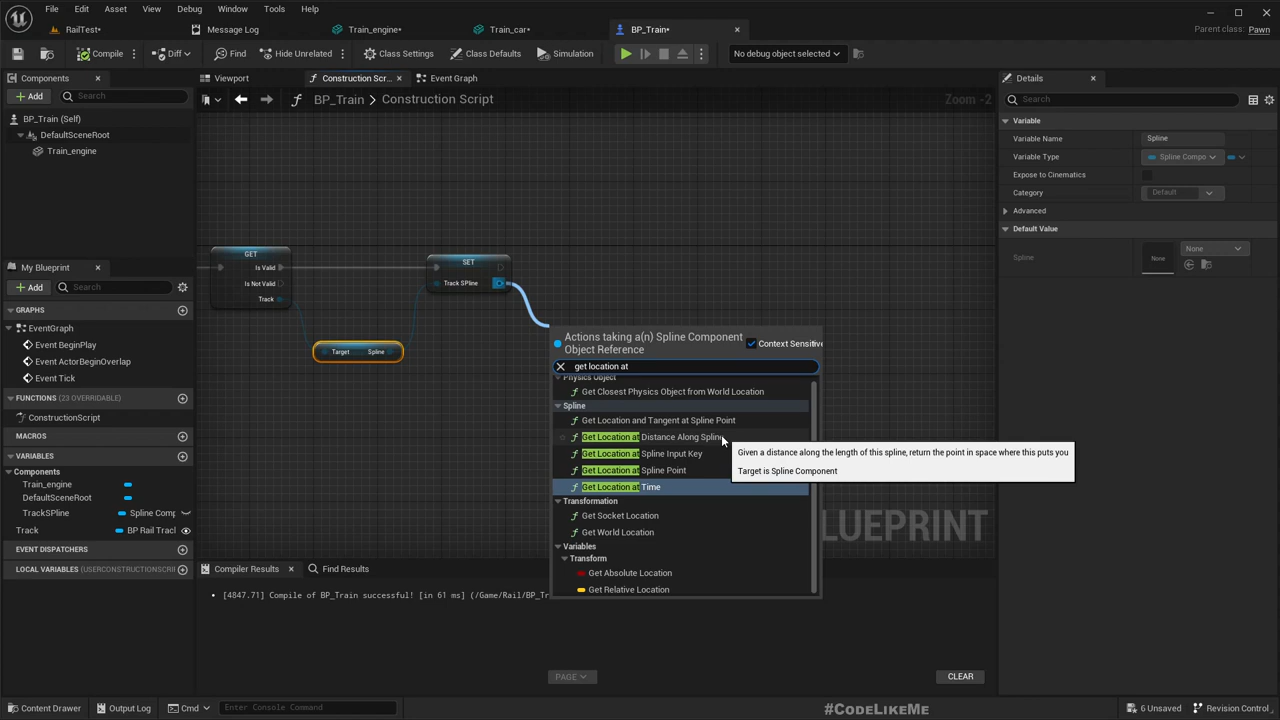 File Edit Asset View Debug Window Tools Help
RailTest* Message Log Train_engine* Train_car* BP_Train*
Parent class: Pawn
Compile Diff Find Hide Unrelated Class Settings Class Defaults Simulation No debug object selected
Components
Add Search
BP_Train (Self)
DefaultSceneRoot
Train_engine
Viewport Construction Scr... Event Graph
BP_Train > Construction Script
Zoom -2
GET
Is Valid
Is Not Valid
Track
SET
Track SPline
Target Spline
Actions taking a(n) Spline Component
Object Reference
Context Sensitive
get location at
Physics Object
Get Closest Physics Object from World Location
Spline
Get Location and Tangent at Spline Point
Get Location at Distance Along Spline
Get Location at Spline Input Key
Get Location at Spline Point
Get Location at Time
Transformation
Get Socket Location
Get World Location
Variables
Transform
Get Absolute Location
Get Relative Location
Given a distance along the length of this spline, return the point in space where this puts you
Target is Spline Component
LUEPRINT
My Blueprint
Add Search
GRAPHS
EventGraph
Event BeginPlay
Event ActorBeginOverlap
Event Tick
FUNCTIONS (23 OVERRIDABLE)
ConstructionScript
MACROS
VARIABLES
Components
Train_engine
DefaultSceneRoot
TrackSPline Spline Comp
Track BP Rail Tracl
EVENT DISPATCHERS
LOCAL VARIABLES (USERCONSTRUCTIONSCRI
Compiler Results Find Results
[4847.71] Compile of BP_Train successful! [in 61 ms] (/Game/Rail/BP_Tr
PAGE
CLEAR
Details
Search
Variable
Variable Name Spline
Variable Type Spline Compo
Expose to Cinematics
Category Default
Advanced
Default Value
Spline None None
Content Drawer Output Log Cmd Enter Console Command
#CODeLIKeMe
6 Unsaved Revision Control